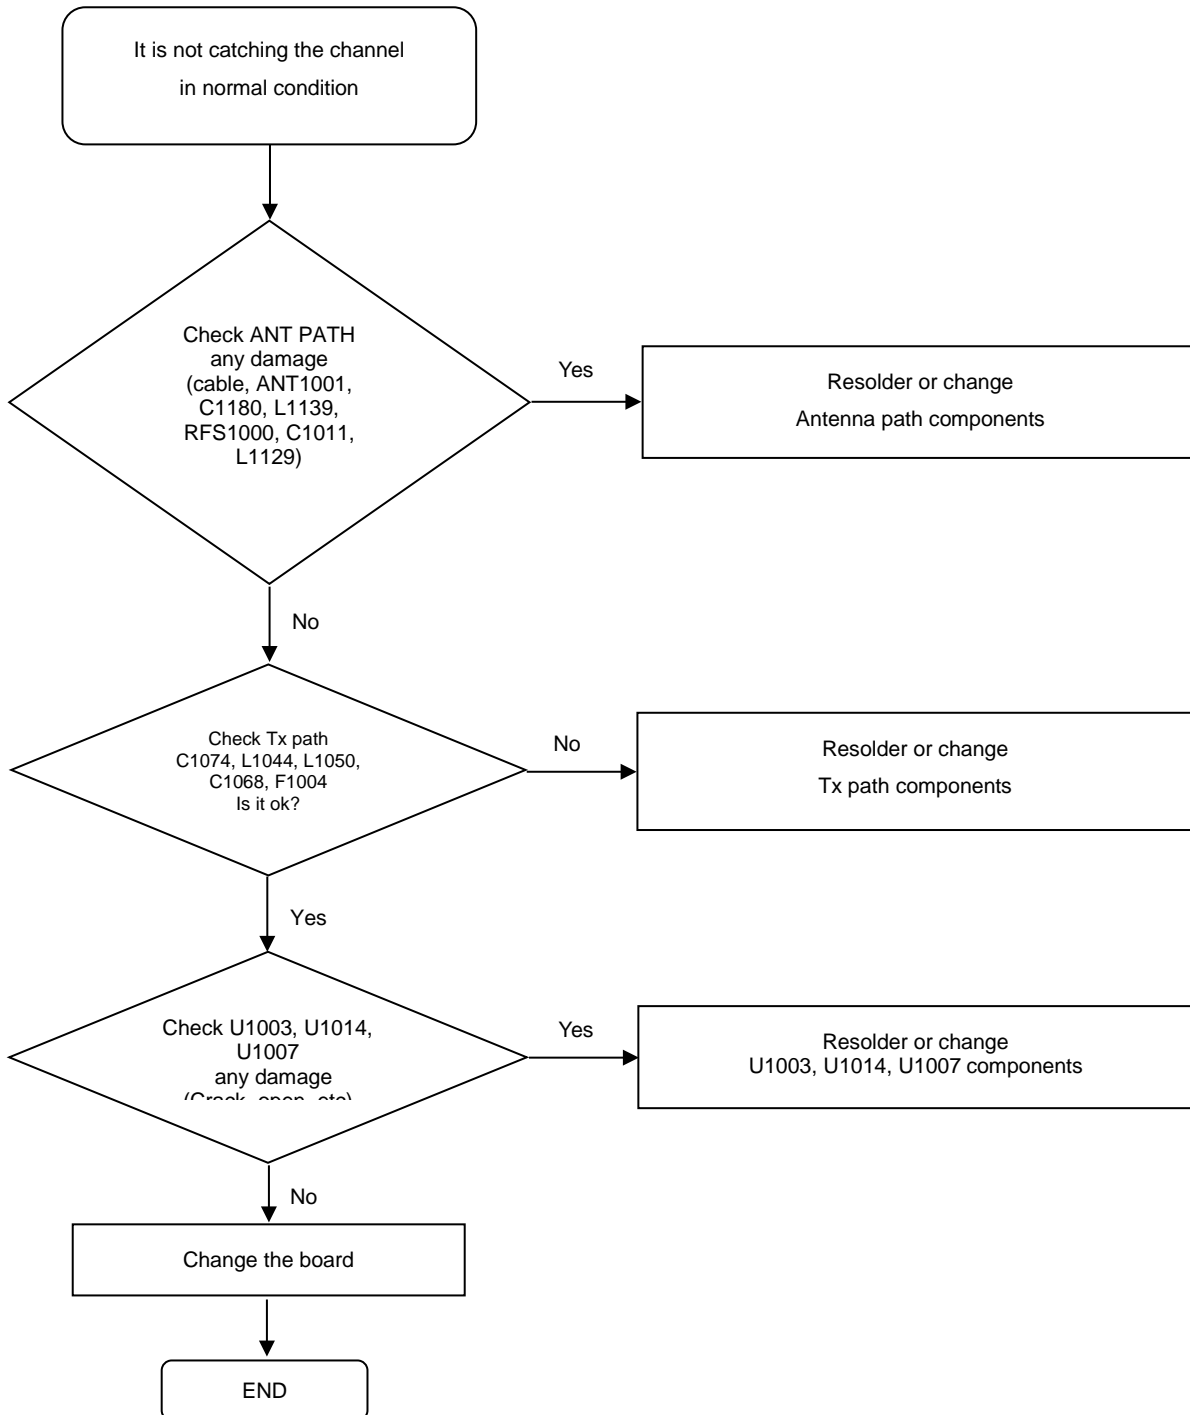 It is not catching the channel
in normal condition
Check ANT PATH
any damage
(cable, ANT1001,
C1180, L1139,
RFS1000, C1011,
L1129)
Yes
Resolder or change
Antenna path components
No
Check Tx path
C1074, L1044, L1050,
C1068, F1004
Is it ok?
No
Resolder or change
Tx path components
Yes
Check U1003, U1014,
U1007
any damage
(Crack, open, etc)
Yes
Resolder or change
U1003, U1014, U1007 components
No
Change the board
END